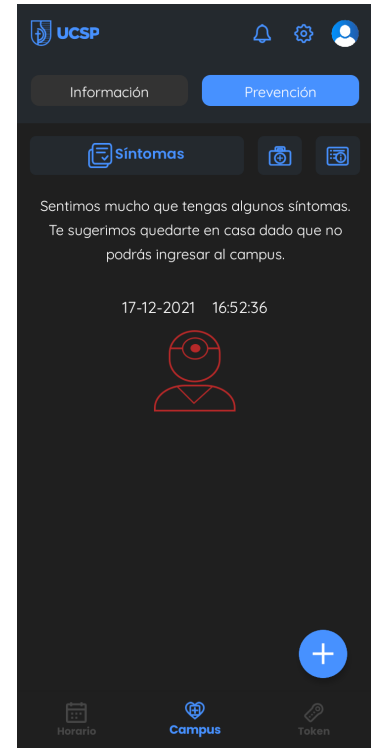 UCSP
Información Prevención
Síntomas
Sentimos mucho que tengas algunos síntomas.
Te sugerimos quedarte en casa dado que no
podrás ingresar al campus.
17-12-2021 16:52:36
Horario Campus Token